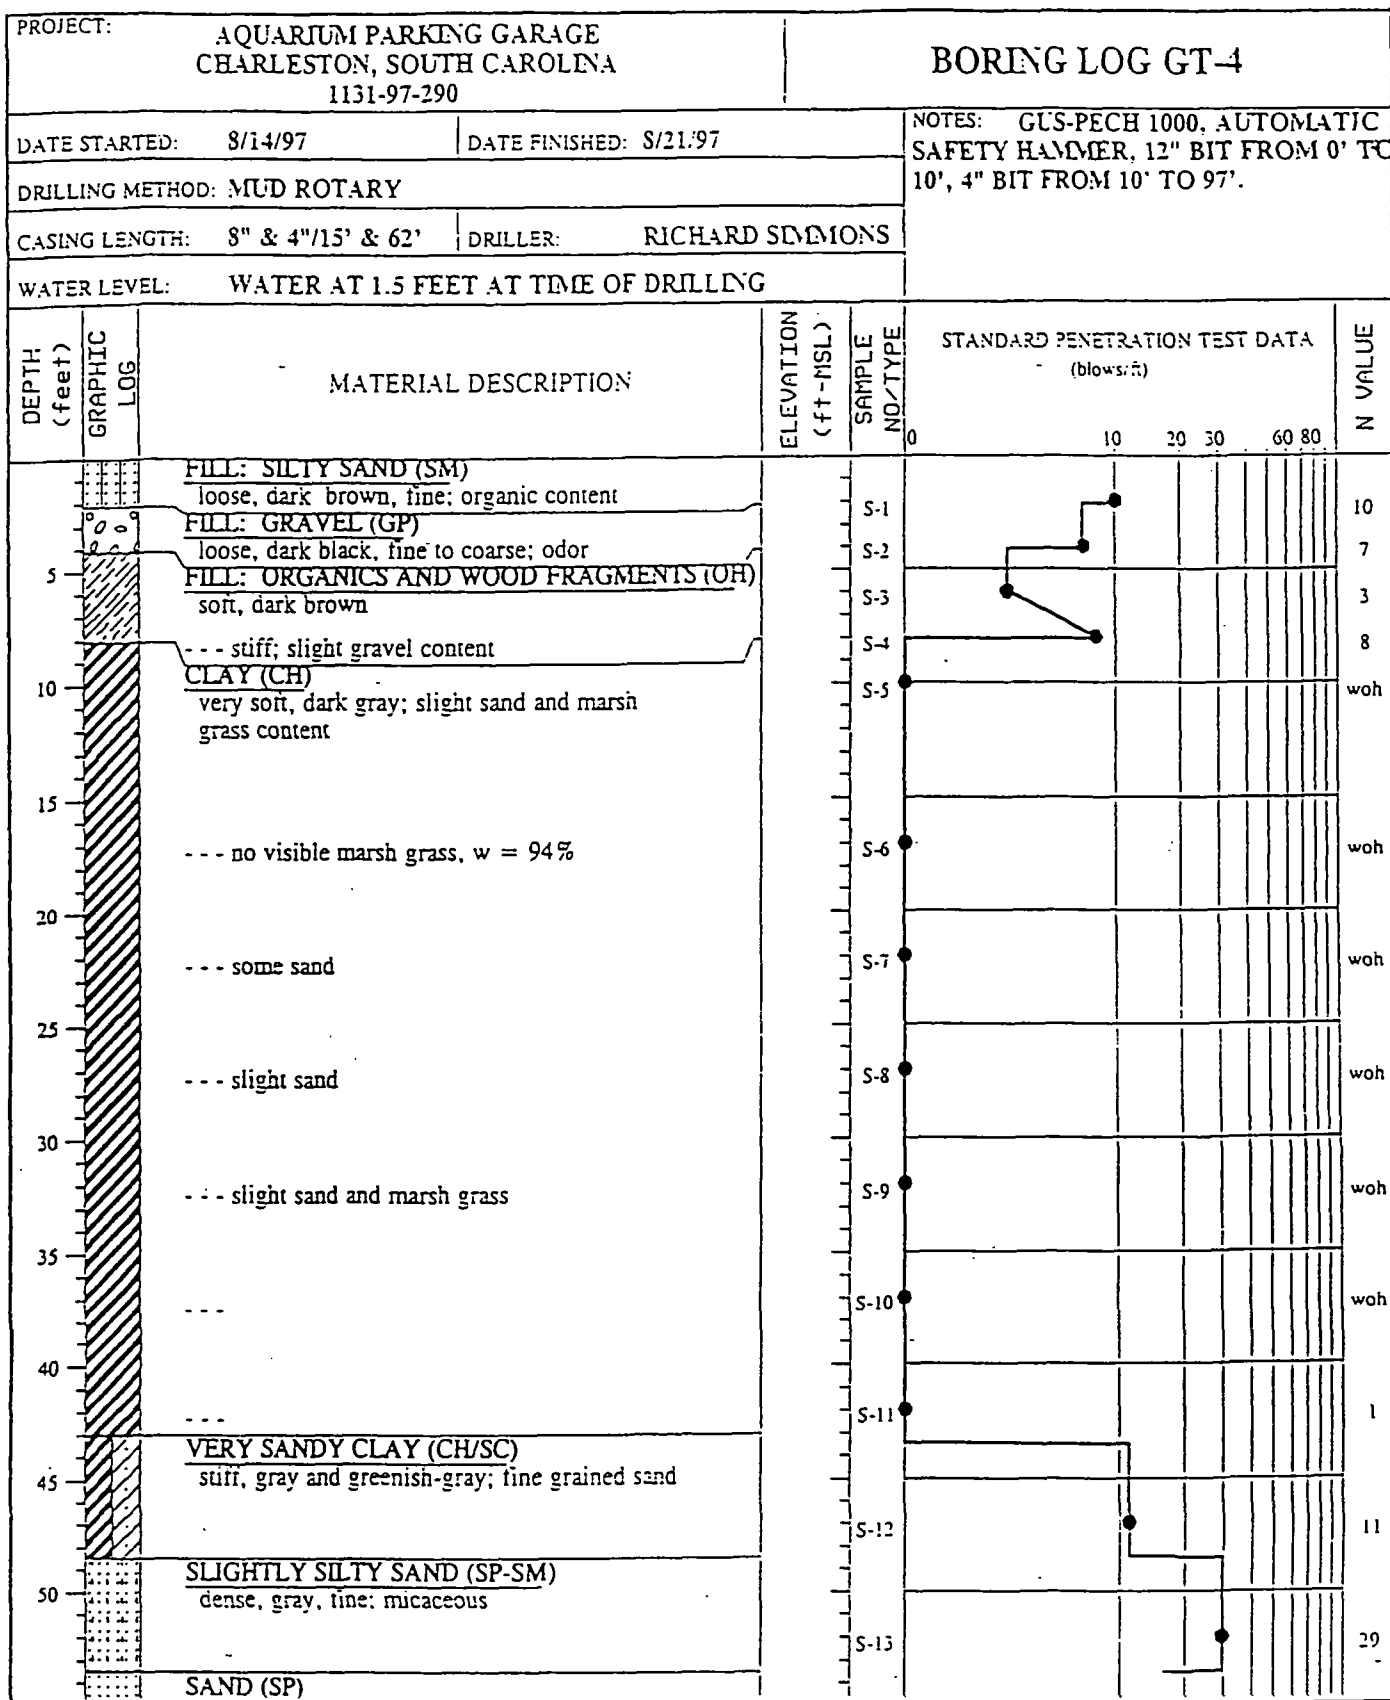 PROJECT: AQUARIUM PARKING GARAGE
CHARLESTON, SOUTH CAROLINA
1131-97-290
BORING LOG GT-4
DATE STARTED: 8/14/97 DATE FINISHED: 8/21/97
NOTES: GUS-PECH 1000, AUTOMATIC
SAFETY HAMMER, 12" BIT FROM 0' TO
10', 4" BIT FROM 10' TO 97'.
DRILLING METHOD: MUD ROTARY
CASING LENGTH: 8" & 4"/15' & 62' DRILLER: RICHARD SIMMONS
WATER LEVEL: WATER AT 1.5 FEET AT TIME OF DRILLING
DEPTH
(feet)
GRAPHIC
LOG
MATERIAL DESCRIPTION
ELEVATION
(ft-MSL)
SAMPLE
NO/TYPE
STANDARD PENETRATION TEST DATA
(blows/ft)
N VALUE
0 10 20 30 60 80
FILL: SILTY SAND (SM)
loose, dark brown, fine; organic content
S-1 10
FILL: GRAVEL (GP)
loose, dark black, fine to coarse; odor
S-2 7
5
FILL: ORGANICS AND WOOD FRAGMENTS (OH)
soft, dark brown
S-3 3
- - - stiff; slight gravel content
S-4 8
CLAY (CH)
10
very soft, dark gray; slight sand and marsh
grass content
S-5 woh
15
- - - no visible marsh grass, w = 94%
S-6 woh
20
- - - some sand
S-7 woh
25
- - - slight sand
S-8 woh
30
- - - slight sand and marsh grass
S-9 woh
35
- - -
S-10 woh
40
- - -
S-11 1
VERY SANDY CLAY (CH/SC)
45
stiff, gray and greenish-gray; fine grained sand
S-12 11
SLIGHTLY SILTY SAND (SP-SM)
50
dense, gray, fine; micaceous
S-13 29
SAND (SP)